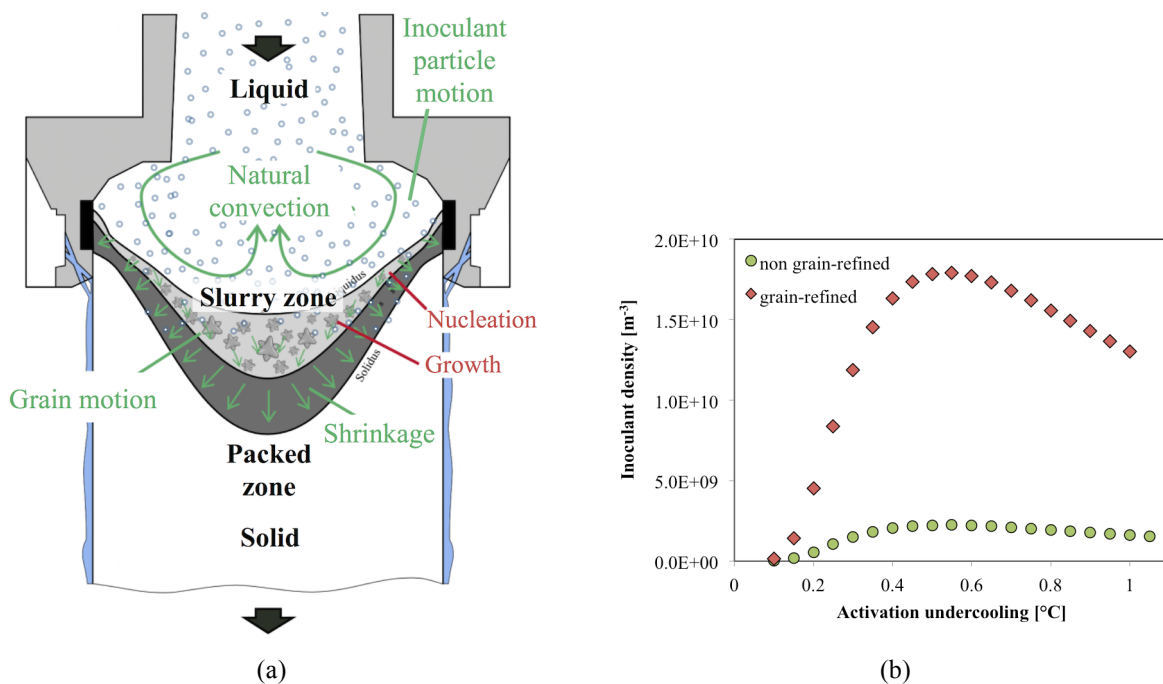 Liquid
Inoculant
particle
motion
Natural
convection
Slurry zone
iquidus
Nucleation
Growth
Solidus
Grain motion
Shrinkage
Packed
zone
Solid
(a)
2.0E+10
1.5E+10
1.0E+10
5.0E+09
0.0E+00
Inoculant density [m⁻³]
non grain-refined
grain-refined
0 0.2 0.4 0.6 0.8 1
Activation undercooling [°C]
(b)